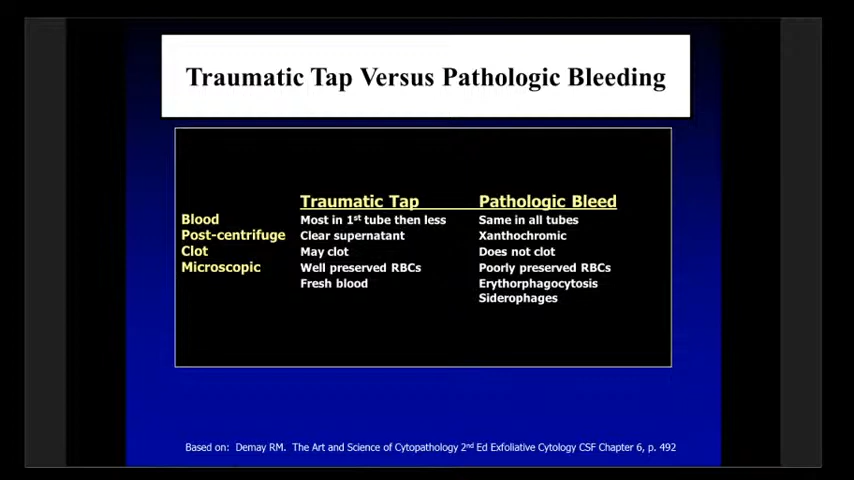 Traumatic Tap Versus Pathologic Bleeding
Traumatic Tap Pathologic Bleed
Blood Most in 1st tube then less Same in all tubes
Post-centrifuge Clear supernatant Xanthochromic
Clot May clot Does not clot
Microscopic Well preserved RBCs Poorly preserved RBCs
Fresh blood Erythorphagocytosis
Siderophages
Based on: Demay RM. The Art and Science of Cytopathology 2nd Ed Exfoliative Cytology CSF Chapter 6, p. 492